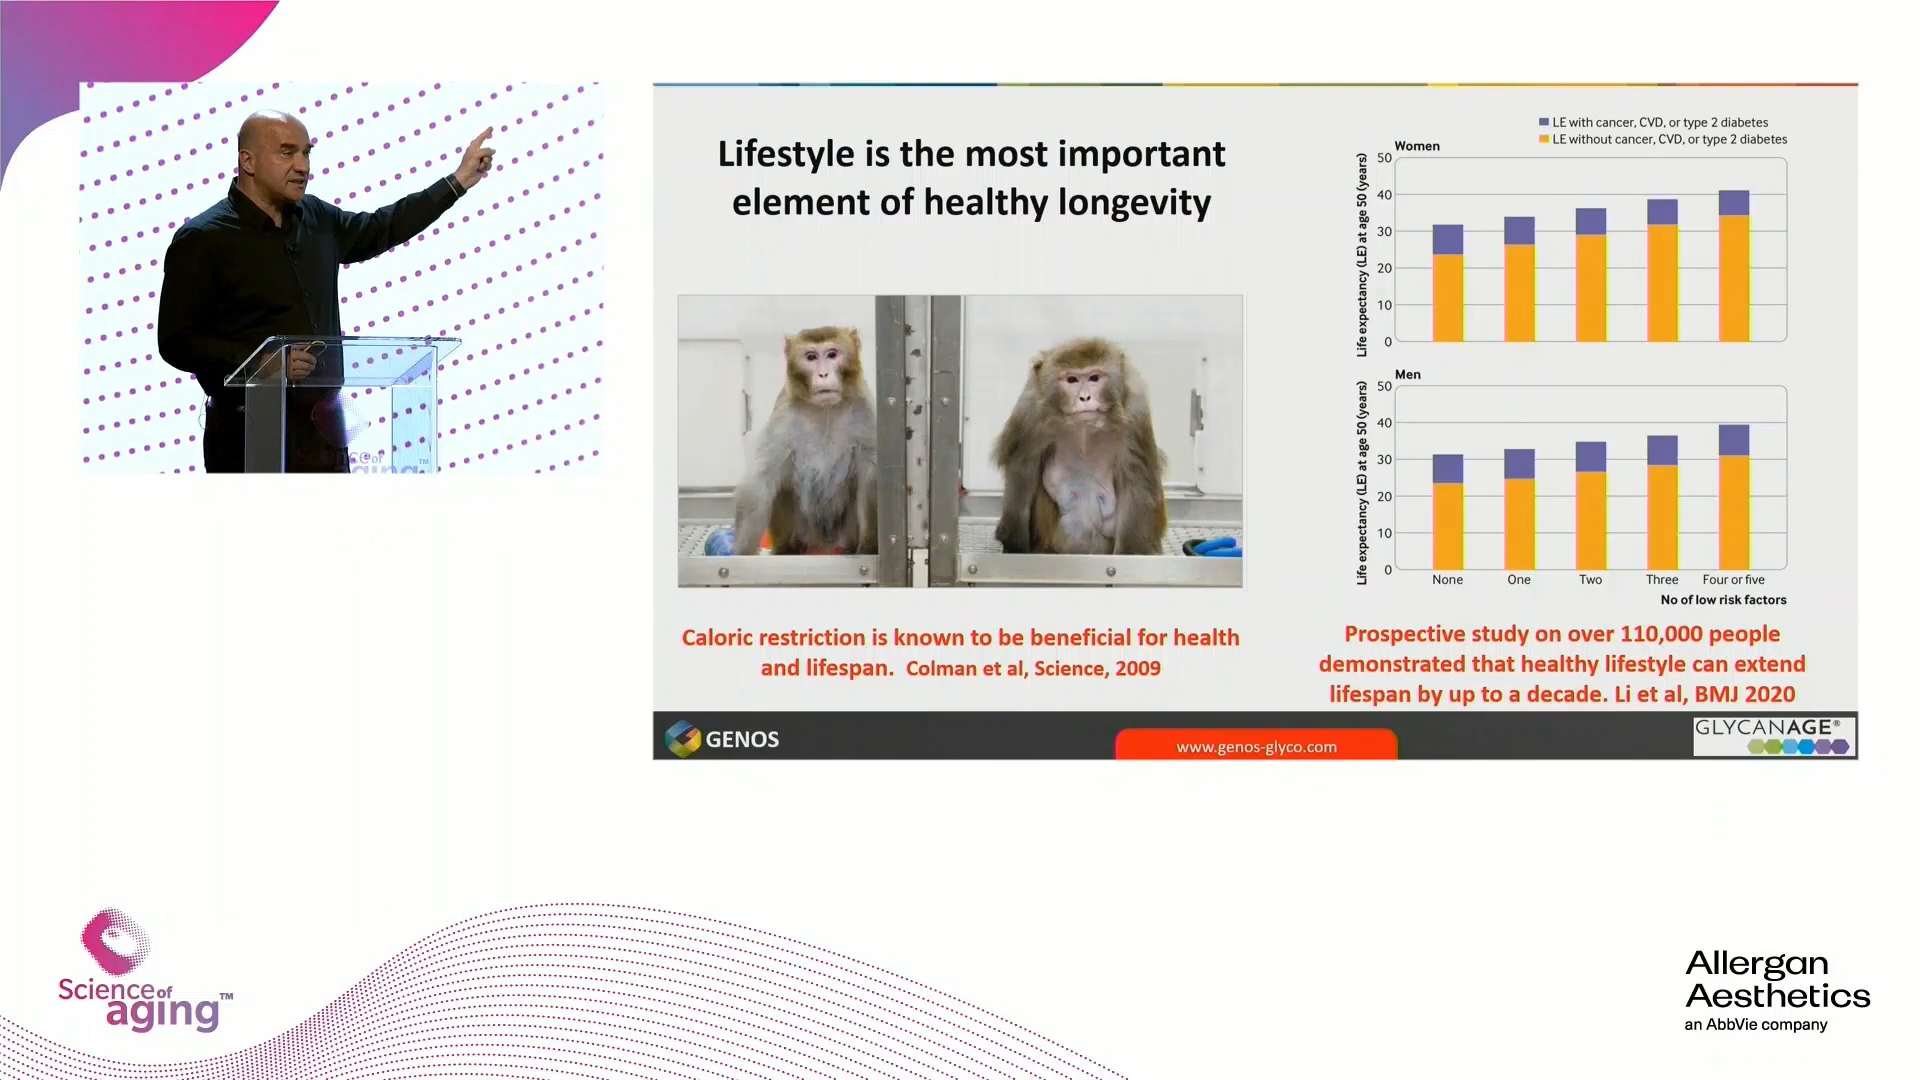 Lifestyle is the most important
element of healthy longevity
Caloric restriction is known to be beneficial for health
and lifespan. Colman et al, Science, 2009
LE with cancer, CVD, or type 2 diabetes
LE without cancer, CVD, or type 2 diabetes
Women
Life expectancy (LE) at age 50 (years)
50
40
30
20
10
0
Men
Life expectancy (LE) at age 50 (years)
50
40
30
20
10
0
None One Two Three Four or five
No of low risk factors
Prospective study on over 110,000 people
demonstrated that healthy lifestyle can extend
lifespan by up to a decade. Li et al, BMJ 2020
GENOS
www.genos-glyco.com
GLYCANAGE®
Science of
aging™
Science of
aging™
Allergan
Aesthetics
an AbbVie company